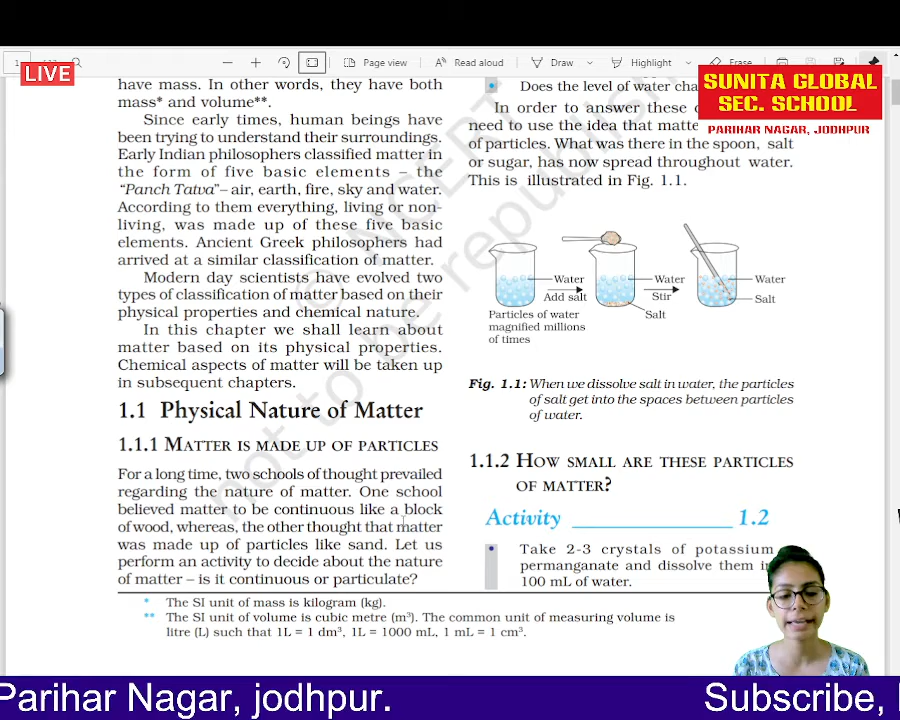 1
Page view
Read aloud
Draw
Highlight
Erase
LIVE
SUNITA GLOBAL
SEC. SCHOOL
PARIHAR NAGAR, JODHPUR
have mass. In other words, they have both
mass* and volume**.
Since early times, human beings have
been trying to understand their surroundings.
Early Indian philosophers classified matter in
the form of five basic elements – the
“Panch Tatva”– air, earth, fire, sky and water.
According to them everything, living or non-
living, was made up of these five basic
elements. Ancient Greek philosophers had
arrived at a similar classification of matter.
Modern day scientists have evolved two
types of classification of matter based on their
physical properties and chemical nature.
In this chapter we shall learn about
matter based on its physical properties.
Chemical aspects of matter will be taken up
in subsequent chapters.
1.1 Physical Nature of Matter
1.1.1 MATTER IS MADE UP OF PARTICLES
For a long time, two schools of thought prevailed
regarding the nature of matter. One school
believed matter to be continuous like a block
of wood, whereas, the other thought that matter
was made up of particles like sand. Let us
perform an activity to decide about the nature
of matter – is it continuous or particulate?
• Does the level of water cha
In order to answer these
need to use the idea that matte
of particles. What was there in the spoon, salt
or sugar, has now spread throughout water.
This is illustrated in Fig. 1.1.
Water
Add salt
Particles of water
magnified millions
of times
Water
Stir
Salt
Water
Salt
Fig. 1.1: When we dissolve salt in water, the particles
of salt get into the spaces between particles
of water.
1.1.2 HOW SMALL ARE THESE PARTICLES
OF MATTER?
Activity ______________ 1.2
• Take 2-3 crystals of potassium
permanganate and dissolve them in
100 mL of water.
* The SI unit of mass is kilogram (kg).
** The SI unit of volume is cubic metre (m³). The common unit of measuring volume is
litre (L) such that 1L = 1 dm³, 1L = 1000 mL, 1 mL = 1 cm³.
© NCERT
not to be republish
Parihar Nagar, jodhpur.
Subscribe,